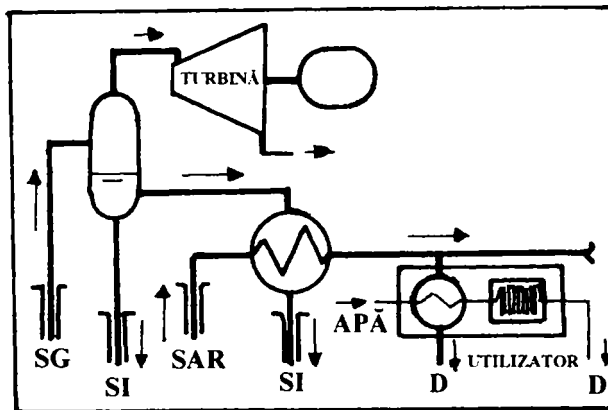 TURBINĂ
SG
SI
SAR
SI
APĂ
UTILIZATOR
D
D